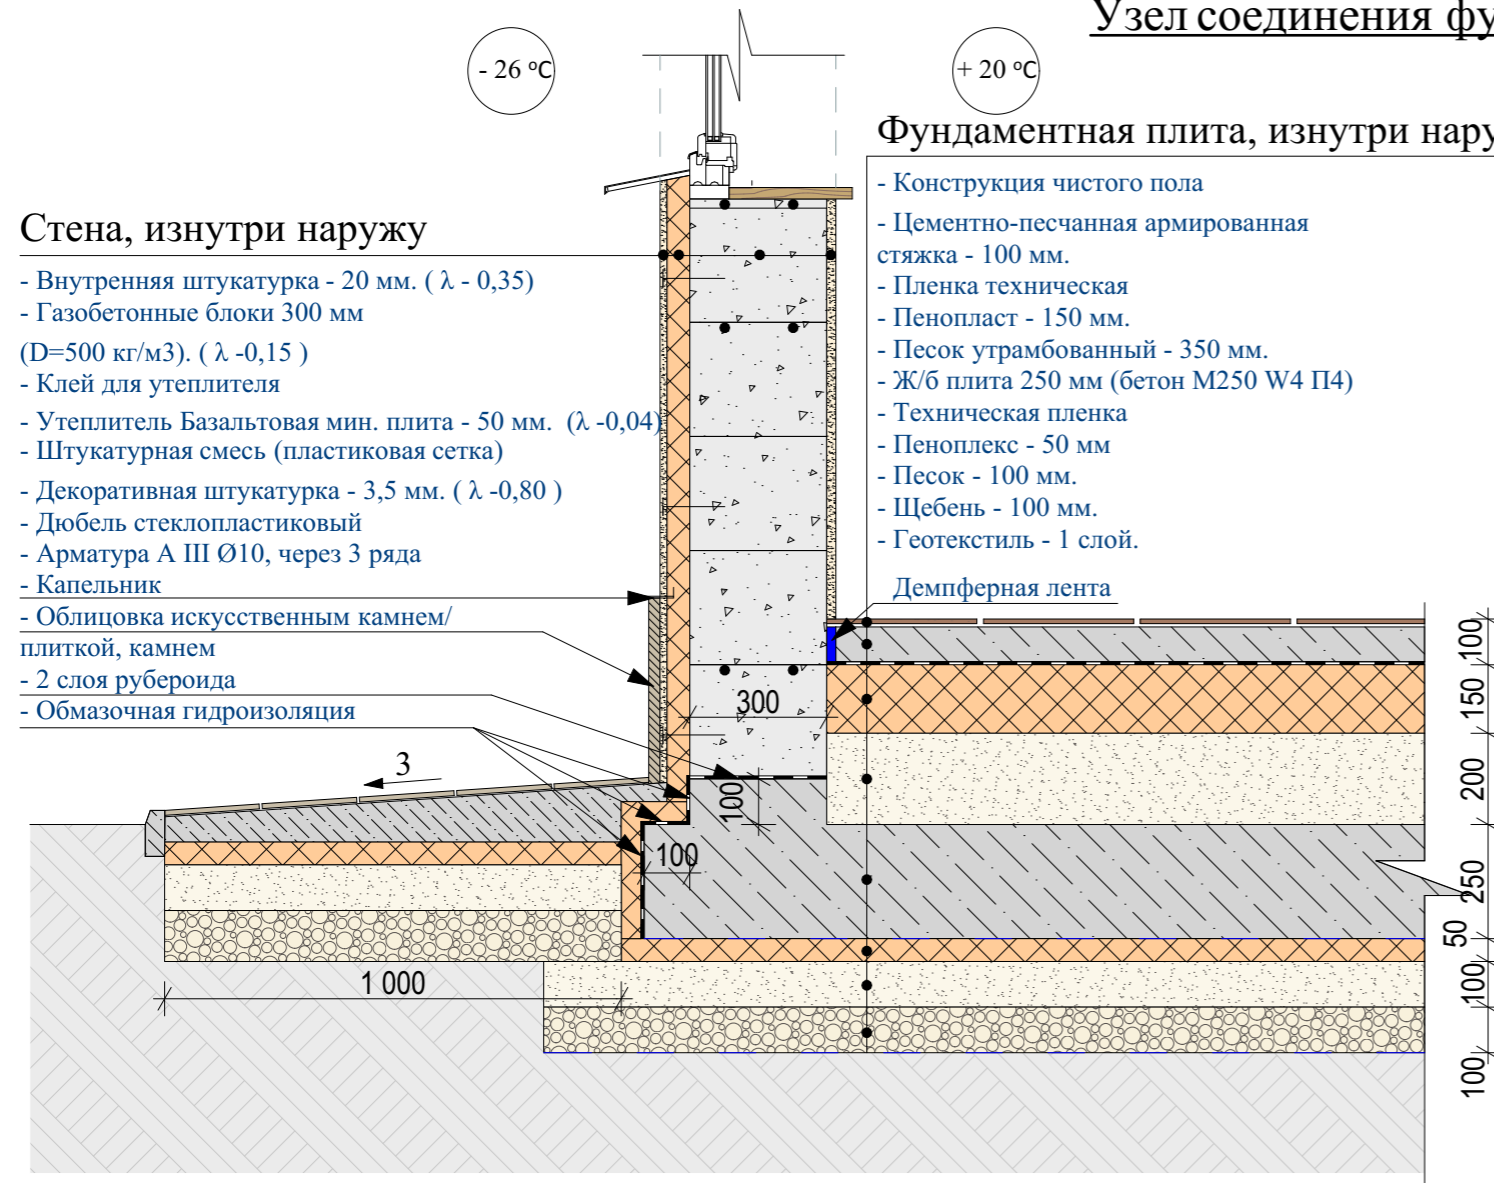 Узел соединения фу
- 26 °C
+ 20 °C
Фундаментная плита, изнутри нару
- Конструкция чистого пола
- Цементно-песчанная армированная
стяжка - 100 мм.
- Пленка техническая
- Пенопласт - 150 мм.
- Песок утрамбованный - 350 мм.
- Ж/б плита 250 мм (бетон М250 W4 П4)
- Техническая пленка
- Пеноплекс - 50 мм
- Песок - 100 мм.
- Щебень - 100 мм.
- Геотекстиль - 1 слой.
Демпферная лента
Стена, изнутри наружу
- Внутренняя штукатурка - 20 мм. ( λ - 0,35)
- Газобетонные блоки 300 мм
(D=500 кг/м3). ( λ -0,15 )
- Клей для утеплителя
- Утеплитель Базальтовая мин. плита - 50 мм. (λ -0,04)
- Штукатурная смесь (пластиковая сетка)
- Декоративная штукатурка - 3,5 мм. ( λ -0,80 )
- Дюбель стеклопластиковый
- Арматура А III Ø10, через 3 ряда
- Капельник
- Облицовка искусственным камнем/
плиткой, камнем
- 2 слоя рубероида
- Обмазочная гидроизоляция
3
300
100
100
1 000
100
150
200
250
50
100
100